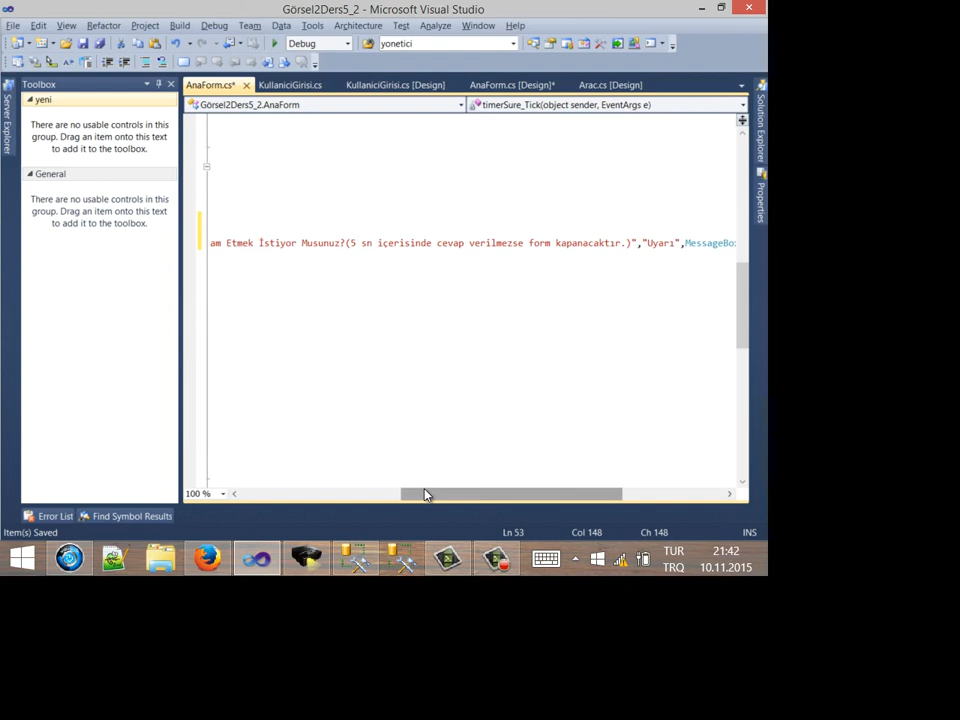 Görsel2Ders5_2 - Microsoft Visual Studio
File Edit View Refactor Project Build Debug Team Data Tools Architecture Test Analyze Window Help
Debug yonetici
Toolbox
AnaForm.cs* KullaniciGirisi.cs KullaniciGirisi.cs [Design] AnaForm.cs [Design]* Arac.cs [Design]
Server Explorer
yeni
There are no usable controls in this
group. Drag an item onto this text
to add it to the toolbox.
General
There are no usable controls in this
group. Drag an item onto this text
to add it to the toolbox.
Görsel2Ders5_2.AnaForm
timerSure_Tick(object sender, EventArgs e)
am Etmek İstiyor Musunuz?(5 sn içerisinde cevap verilmezse form kapanacaktır.)","Uyarı",MessageBox
Solution Explorer
Properties
100 %
Error List Find Symbol Results
Item(s) Saved Ln 53 Col 148 Ch 148 INS
TUR
TRQ
21:42
10.11.2015